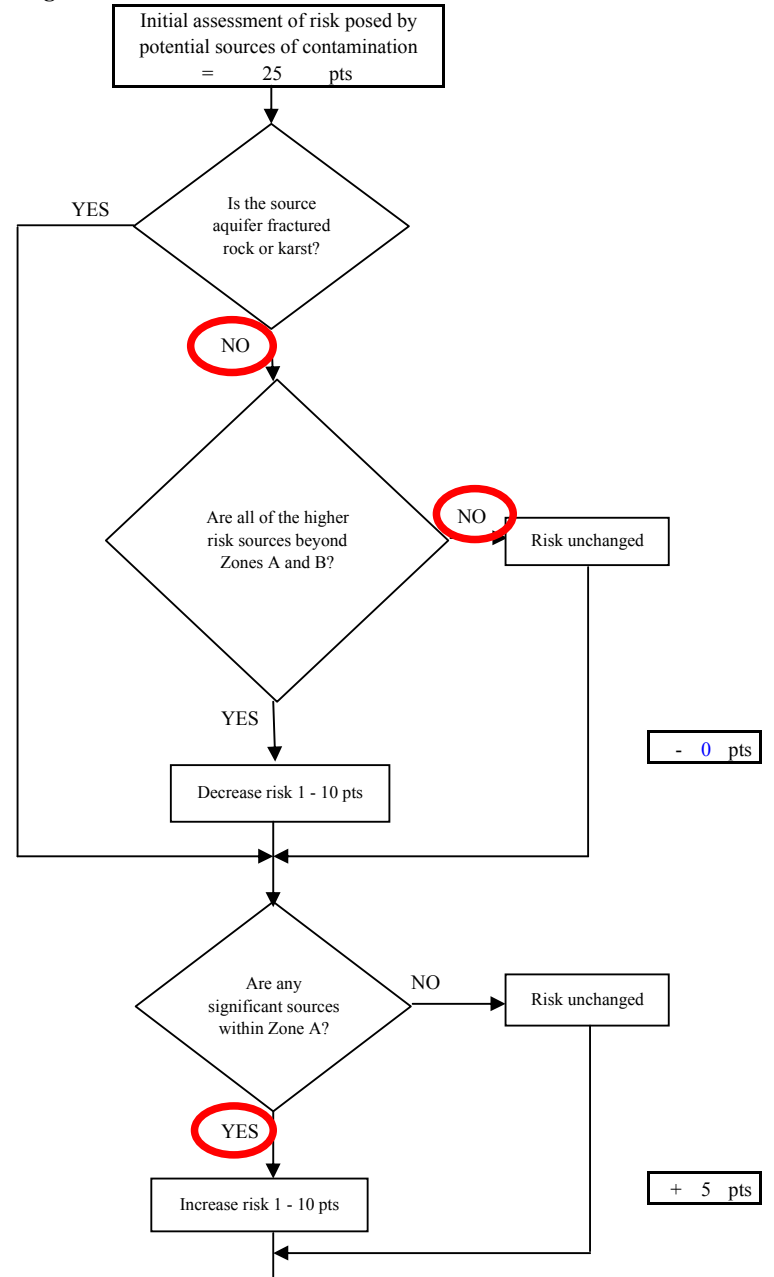 Initial assessment of risk posed by
potential sources of contamination
= 25 pts
YES
Is the source
aquifer fractured
rock or karst?
NO
Are all of the higher
risk sources beyond
Zones A and B?
NO
Risk unchanged
YES
- 0 pts
Decrease risk 1 - 10 pts
Are any
significant sources
within Zone A?
NO
Risk unchanged
YES
+ 5 pts
Increase risk 1 - 10 pts